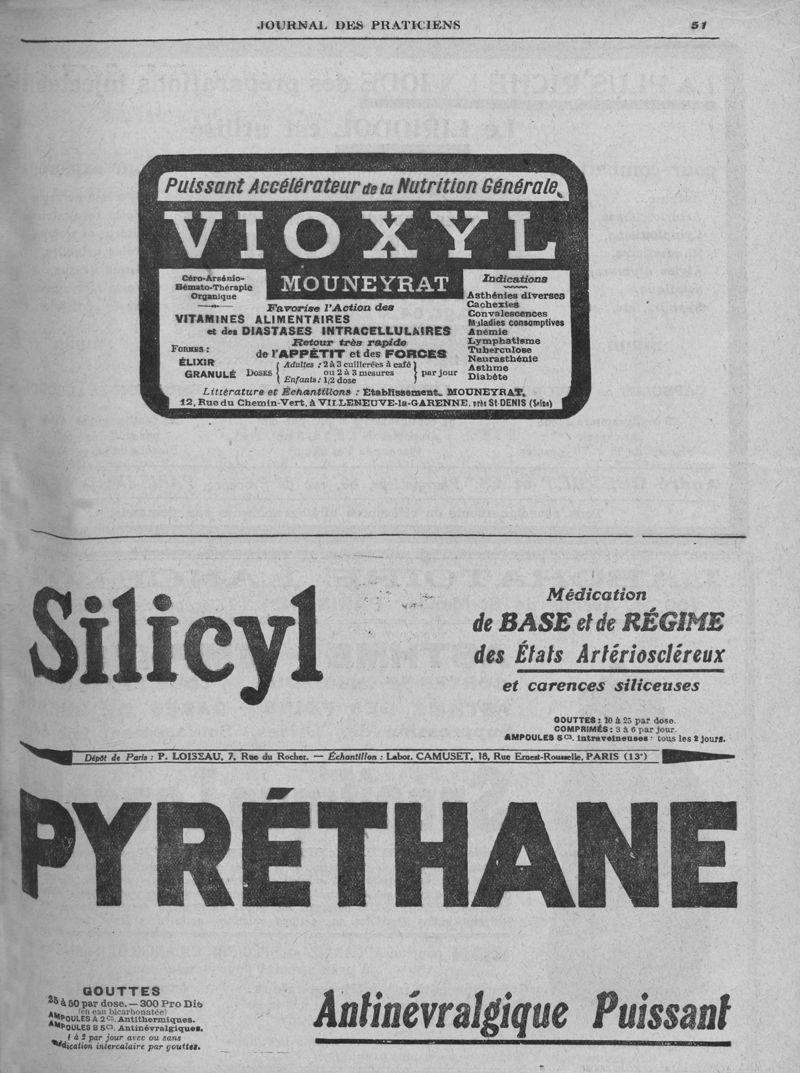 JOURNAL DES PRATICIENS 51
Puissant Accélérateur de la Nutrition Générale
VIOXYL
MOUNEYRAT
Céro-Arsénio-
Hémato-Thérapie
Organique
Favorise l'Action des
VITAMINES ALIMENTAIRES
et des DIASTASES INTRACELLULAIRES
Retour très rapide
de l'APPÉTIT et des FORCES
FORMES :
ÉLIXIR
GRANULÉ
DOSES
Adultes : 2 à 3 cuillerées à café
ou 2 à 3 mesures
Enfants : 1/2 dose
par jour
Indications
Asthénies diverses
Cachexies
Convalescences
Maladies consomptives
Anémie
Lymphatisme
Tuberculose
Neurasthénie
Asthme
Diabète
Littérature et Échantillons : Établissement MOUNEYRAT,
12, Rue du Chemin-Vert, à VILLENEUVE-la-GARENNE, près St-DENIS (Seine)
Silicyl
Médication
de BASE et de RÉGIME
des États Artérioscléreux
et carences siliceuses
GOUTTES : 10 à 25 par dose.
COMPRIMÉS : 3 à 6 par jour.
AMPOULES 5 cc. intraveineuses : tous les 2 jours.
Dépôt de Paris : P. LOISEAU, 7, Rue du Rocher. — Échantillon : Labor. CAMUSET, 18, Rue Ernest-Rousselle, PARIS (13e)
PYRÉTHANE
GOUTTES
25 à 50 par dose. — 300 Pro Die
(en eau bicarbonatée)
AMPOULES A 2 cc. Antithermiques.
AMPOULES B 5 cc. Antinévralgiques.
1 à 2 par jour avec ou sans
médication intercalaire par gouttes.
Antinévralgique Puissant